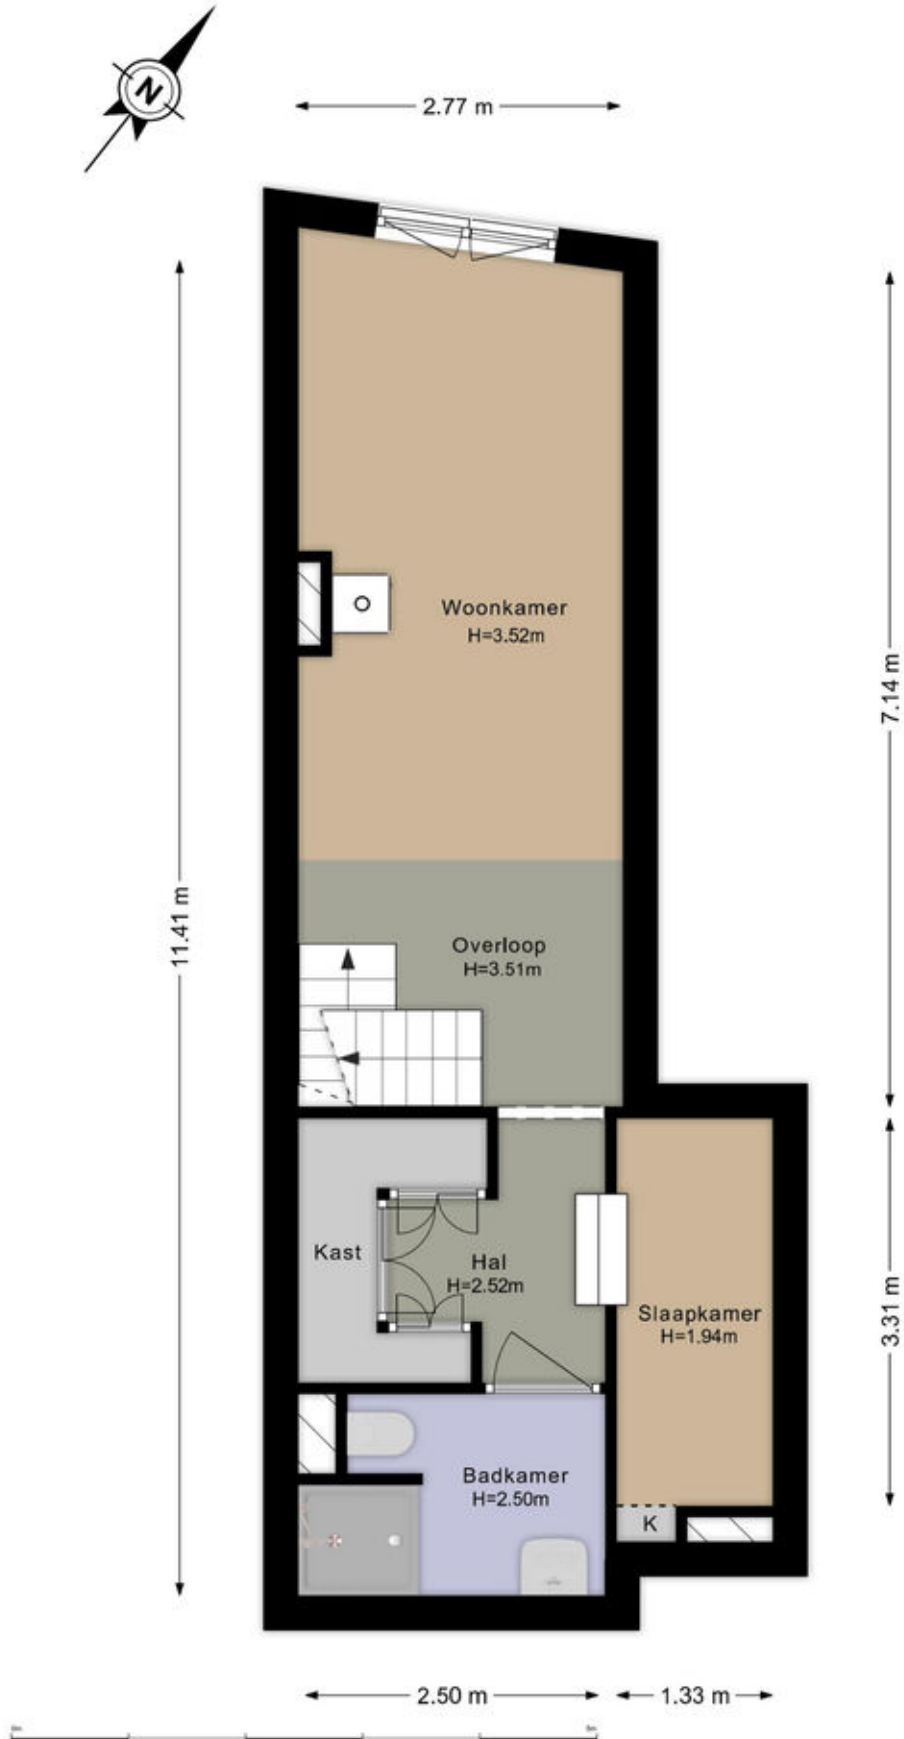 N
2.77 m
Woonkamer
H=3.52m
7.14 m
11.41 m
Overloop
H=3.51m
Kast
Hal
H=2.52m
Slaapkamer
H=1.94m
3.31 m
Badkamer
H=2.50m
K
2.50 m
1.33 m